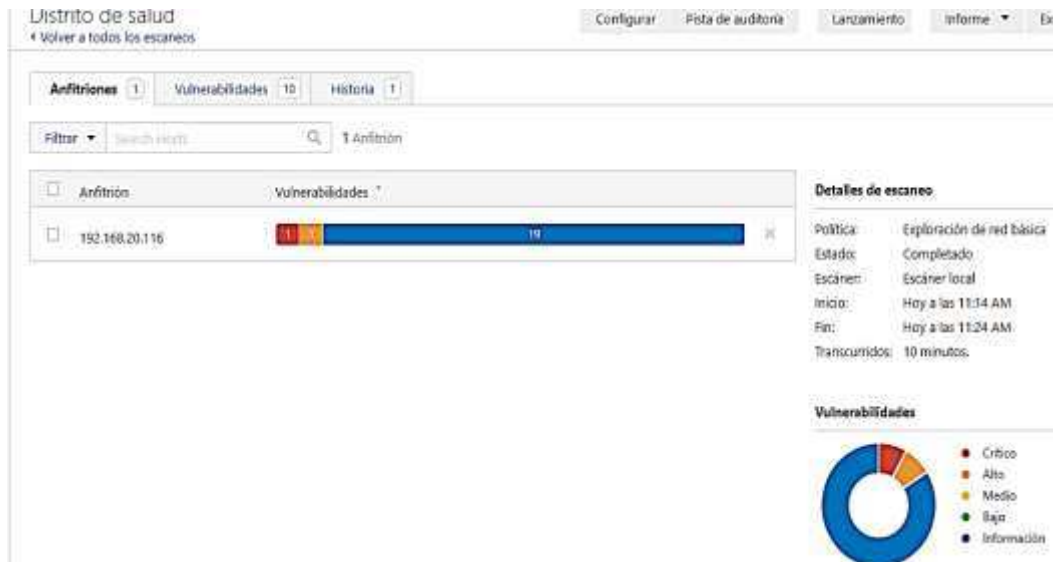 Distrito de salud
Volver a todos los escaneos
Configurar Pista de auditoría Lanzamiento Informe
Anfitriones 1 Vulnerabilidades 10 Historia 1
Filtrar Search Hosts 1 Anfitrión
Anfitrión Vulnerabilidades
192.168.20.116 1 19
Detalles de escaneo
Política: Exploración de red básica
Estado: Completado
Escáner: Escáner local
Inicio: Hoy a las 11:14 AM
Fin: Hoy a las 11:24 AM
Transcurridos: 10 minutos.
Vulnerabilidades
Crítico
Alto
Medio
Bajo
Información